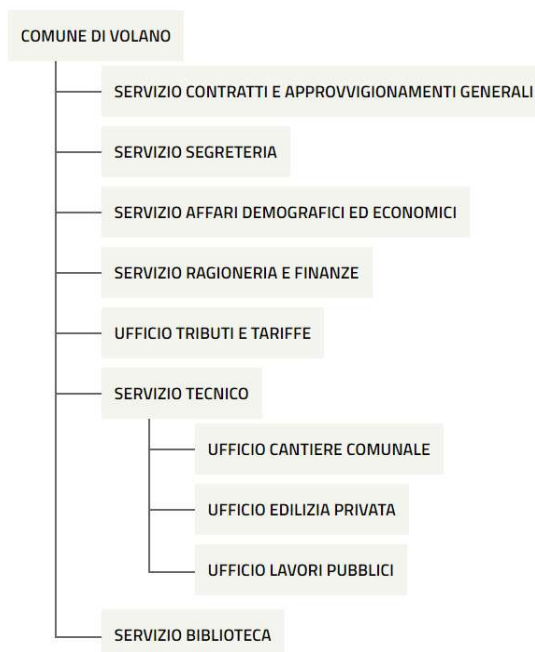 COMUNE DI VOLANO
SERVIZIO CONTRATTI E APPROVVIGIONAMENTI GENERALI
SERVIZIO SEGRETERIA
SERVIZIO AFFARI DEMOGRAFICI ED ECONOMICI
SERVIZIO RAGIONERIA E FINANZE
UFFICIO TRIBUTI E TARIFFE
SERVIZIO TECNICO
UFFICIO CANTIERE COMUNALE
UFFICIO EDILIZIA PRIVATA
UFFICIO LAVORI PUBBLICI
SERVIZIO BIBLIOTECA